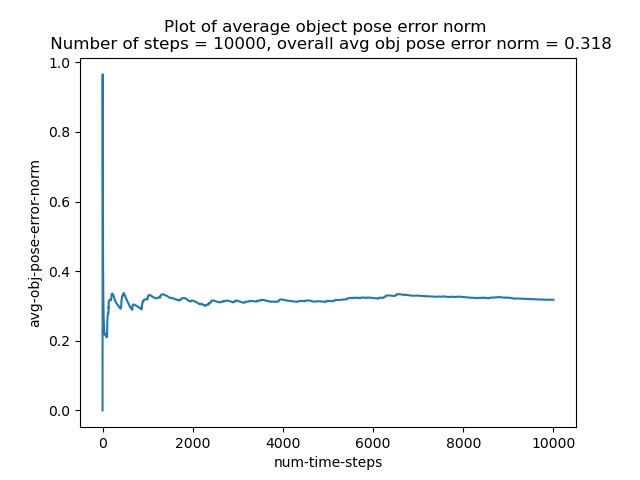 Plot of average object pose error norm
Number of steps = 10000, overall avg obj pose error norm = 0.318
1.0
0.8
0.6
0.4
0.2
0.0
avg-obj-pose-error-norm
0 2000 4000 6000 8000 10000
num-time-steps